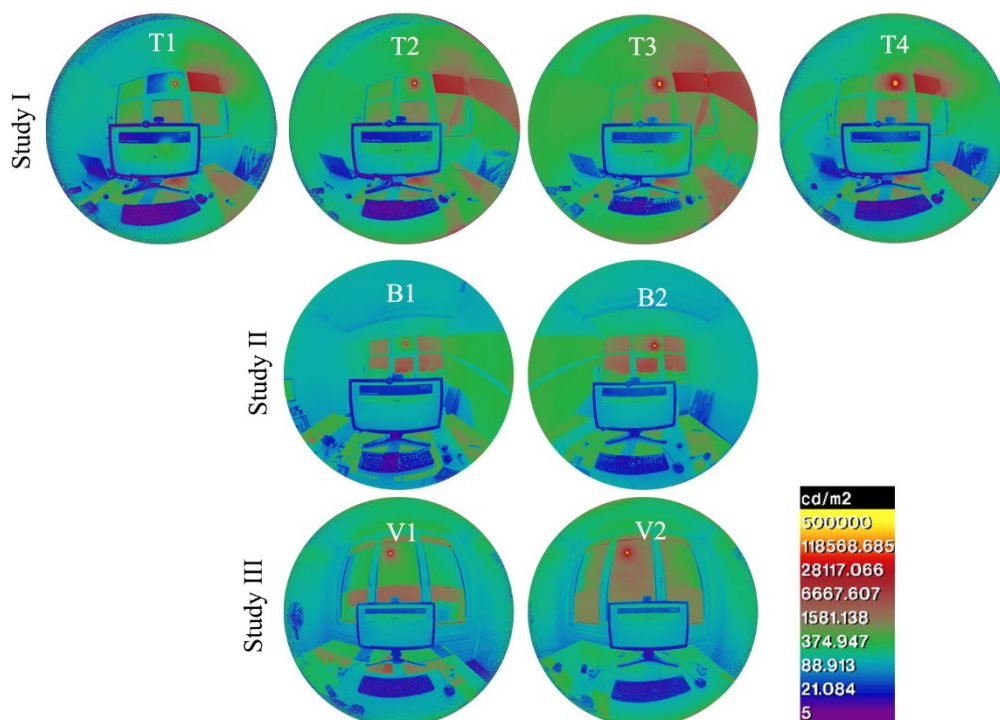 T1
T2
T3
T4
Study I
B1
B2
Study II
V1
V2
Study III
cd/m2
500000
118568.685
28117.066
6667.607
1581.138
374.947
88.913
21.084
5